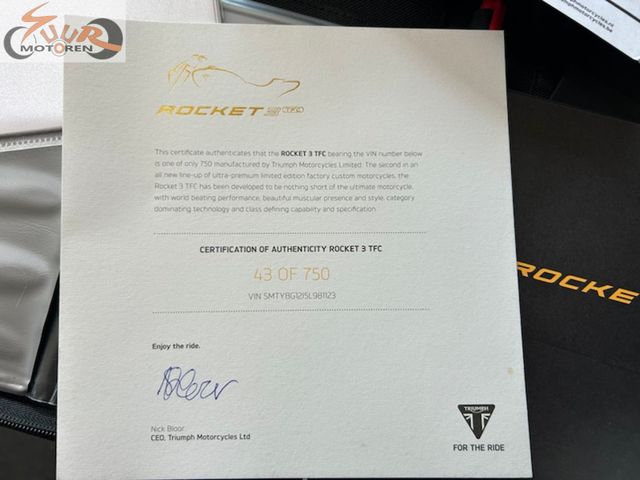 ZUUR
MOTOREN
motorcycles.nl
motorcycles.be
ROCKET 3 TFC
This certificate authenticates that the ROCKET 3 TFC bearing the VIN number below
is one of only 750 manufactured by Triumph Motorcycles Limited. The second in an
all new line-up of ultra-premium limited edition factory custom motorcycles, the
Rocket 3 TFC has been developed to be nothing short of the ultimate motorcycle,
with world beating performance, beautiful muscular presence and style, category
dominating technology and class defining capability and specification.
CERTIFICATION OF AUTHENTICITY ROCKET 3 TFC
43 OF 750
VIN SMTYBG12J5L981123
Enjoy the ride.
Nick Bloor
CEO, Triumph Motorcycles Ltd
TRIUMPH
FOR THE RIDE
ROCKE